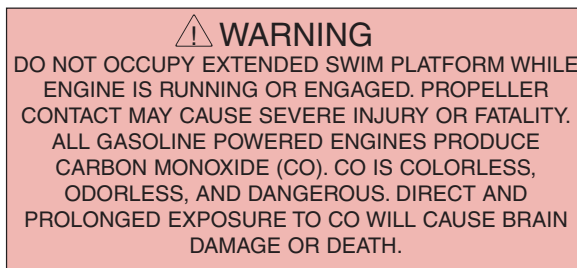 WARNING
DO NOT OCCUPY EXTENDED SWIM PLATFORM WHILE
ENGINE IS RUNNING OR ENGAGED. PROPELLER
CONTACT MAY CAUSE SEVERE INJURY OR FATALITY.
ALL GASOLINE POWERED ENGINES PRODUCE
CARBON MONOXIDE (CO). CO IS COLORLESS,
ODORLESS, AND DANGEROUS. DIRECT AND
PROLONGED EXPOSURE TO CO WILL CAUSE BRAIN
DAMAGE OR DEATH.